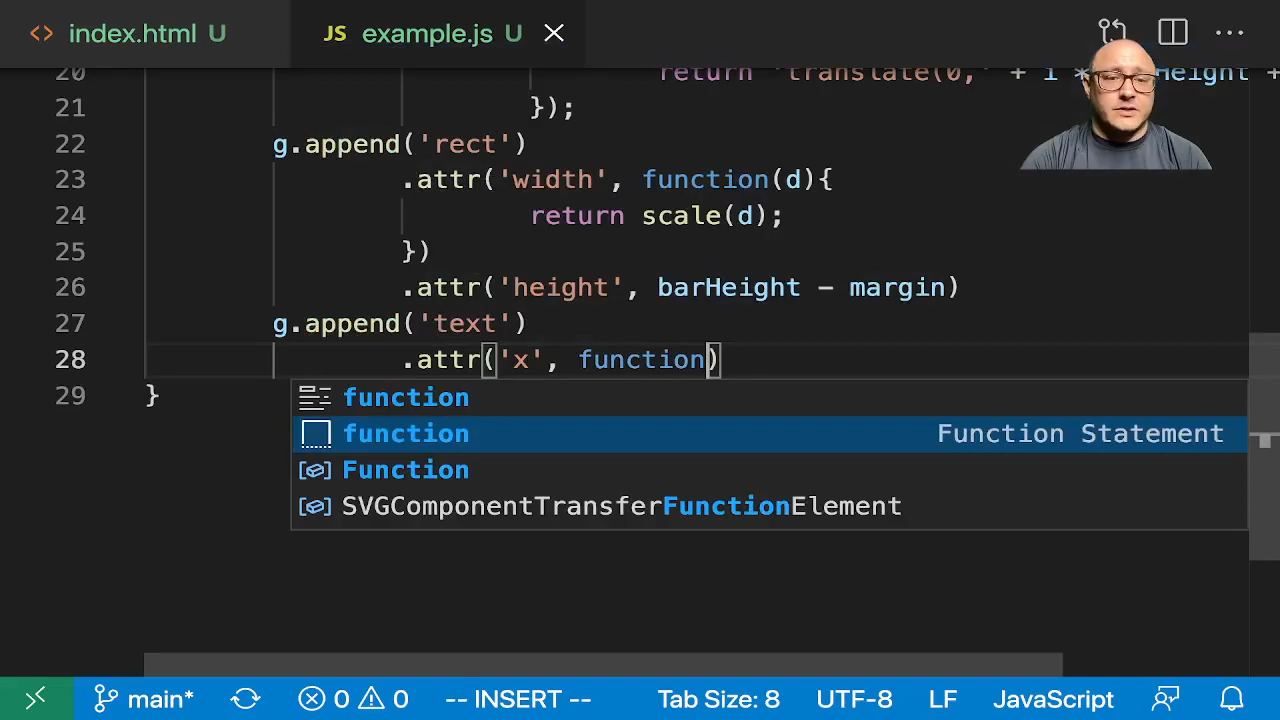 index.html U
JS example.js U
20 return 'translate(0,' + i * Height +
21 });
22 g.append('rect')
23 .attr('width', function(d){
24 return scale(d);
25 })
26 .attr('height', barHeight - margin)
27 g.append('text')
28 .attr('x', function)
29 }
function
function Function Statement
Function
SVGComponentTransferFunctionElement
main* 0 0 -- INSERT -- Tab Size: 8 UTF-8 LF JavaScript